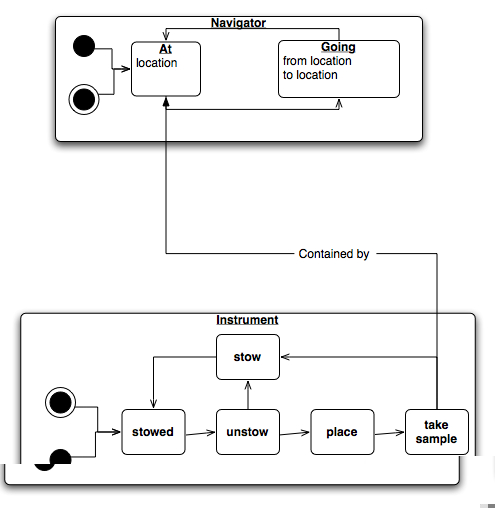 Navigator
At
location
Going
from location
to location
Contained by
Instrument
stow
stowed
unstow
place
take
sample